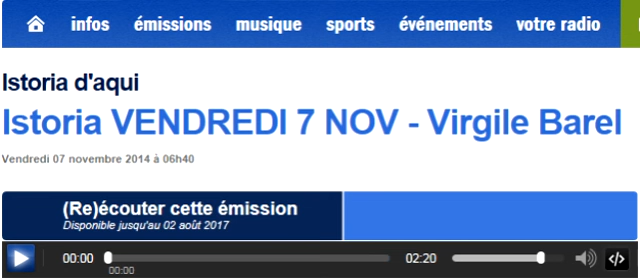 infos émissions musique sports événements votre radio
Istoria d'aqui
Istoria VENDREDI 7 NOV - Virgile Barel
Vendredi 07 novembre 2014 à 06h40
(Re)écouter cette émission
Disponible jusqu'au 02 août 2017
00:00 02:20
00:00